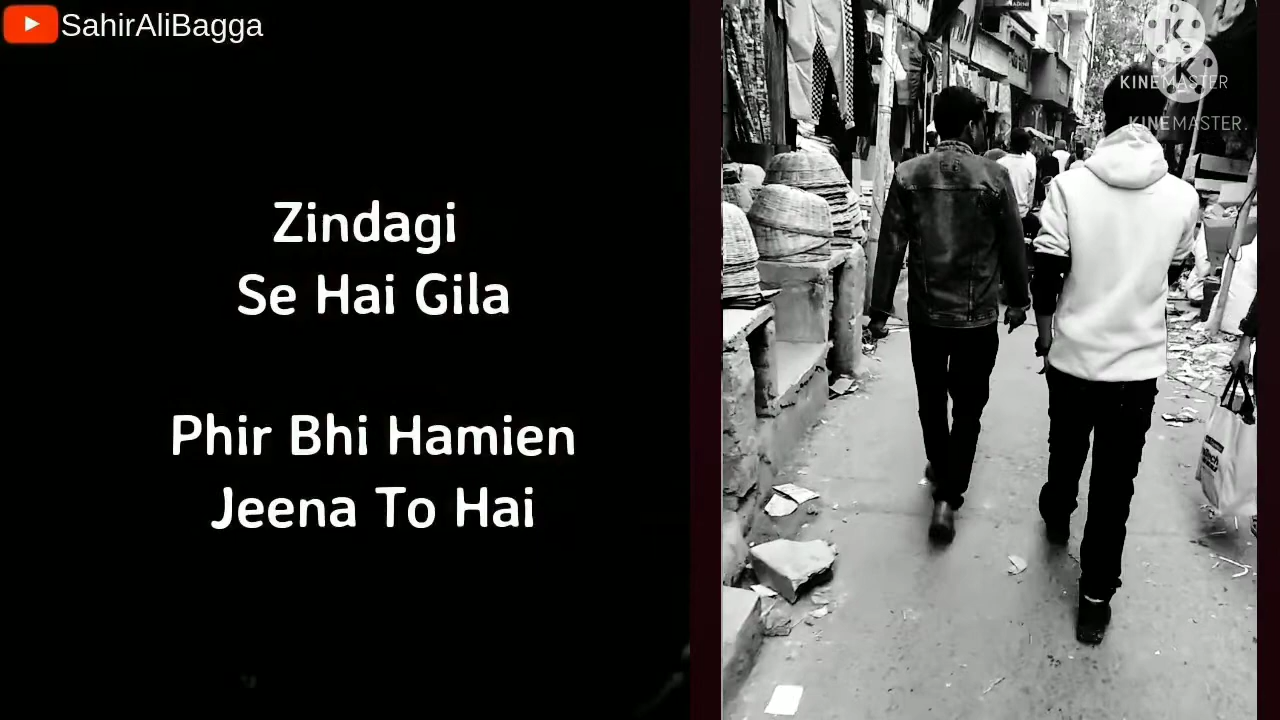 SahirAliBagga
Zindagi
Se Hai Gila
Phir Bhi Hamien
Jeena To Hai
KINEMASTER
KINEMASTER.